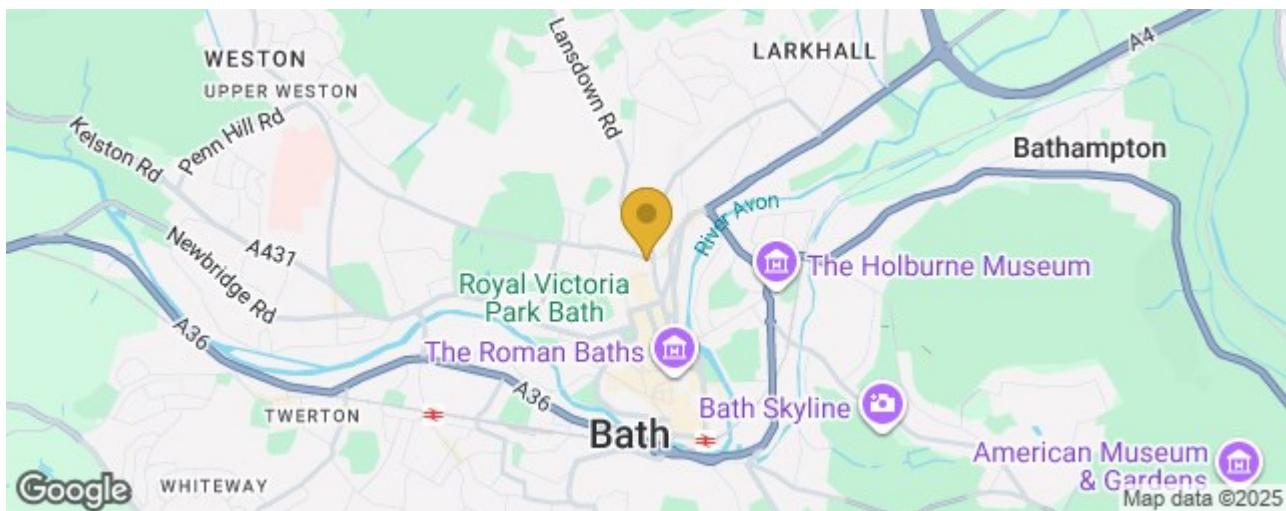 WESTON
UPPER WESTON
Lansdown Rd
LARKHALL
A4
Kelston Rd
Penn Hill Rd
Bathampton
River Avon
Newbridge Rd
A431
The Holburne Museum
Royal Victoria
Park Bath
A36
The Roman Baths
A36
Bath Skyline
TWERTON
Bath
American Museum
& Gardens
WHITEWAY
Google
Map data ©2025